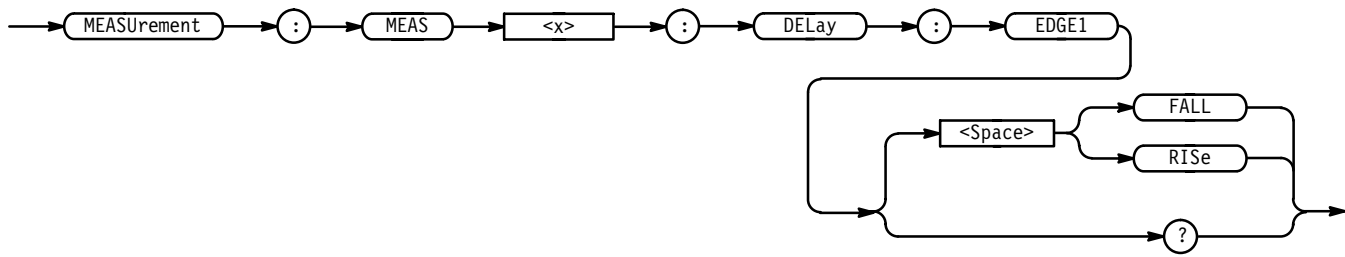 MEASUrement : MEAS <x> : DELay : EDGE1
<Space> FALL
RISe
?